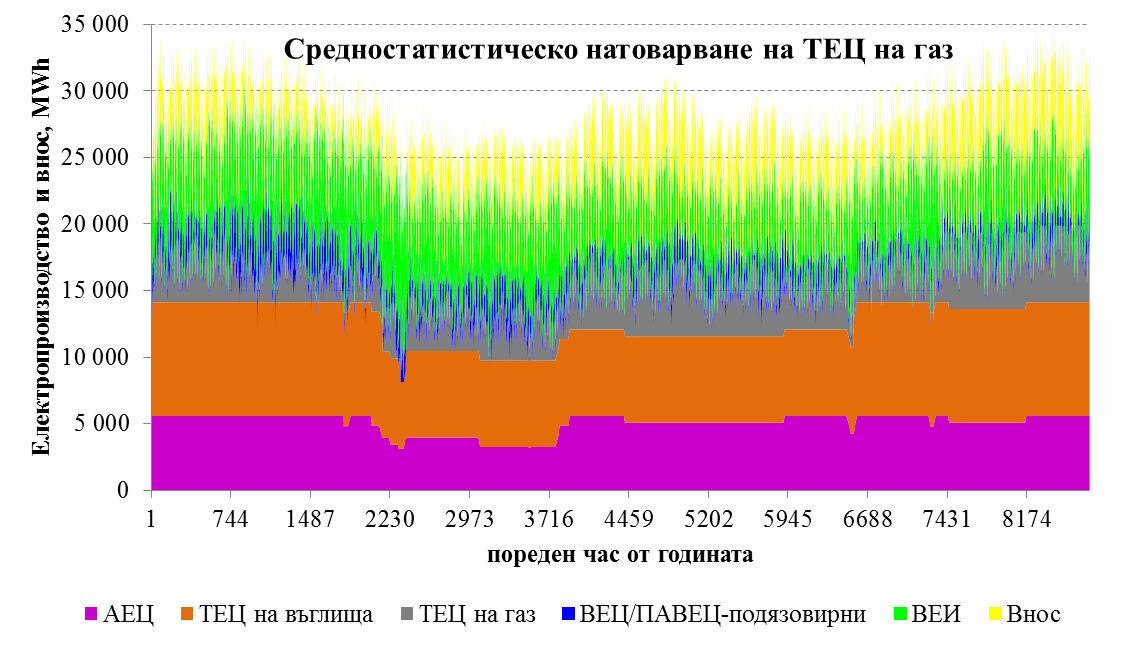 Средностатистическо натоварване на ТЕЦ на газ
Електропроизводство и внос, MWh
35 000
30 000
25 000
20 000
15 000
10 000
5 000
0
1 744 1487 2230 2973 3716 4459 5202 5945 6688 7431 8174
пореден час от годината
АЕЦ ТЕЦ на въглища ТЕЦ на газ ВЕЦ/ПАВЕЦ-подязовирни ВЕИ Внос